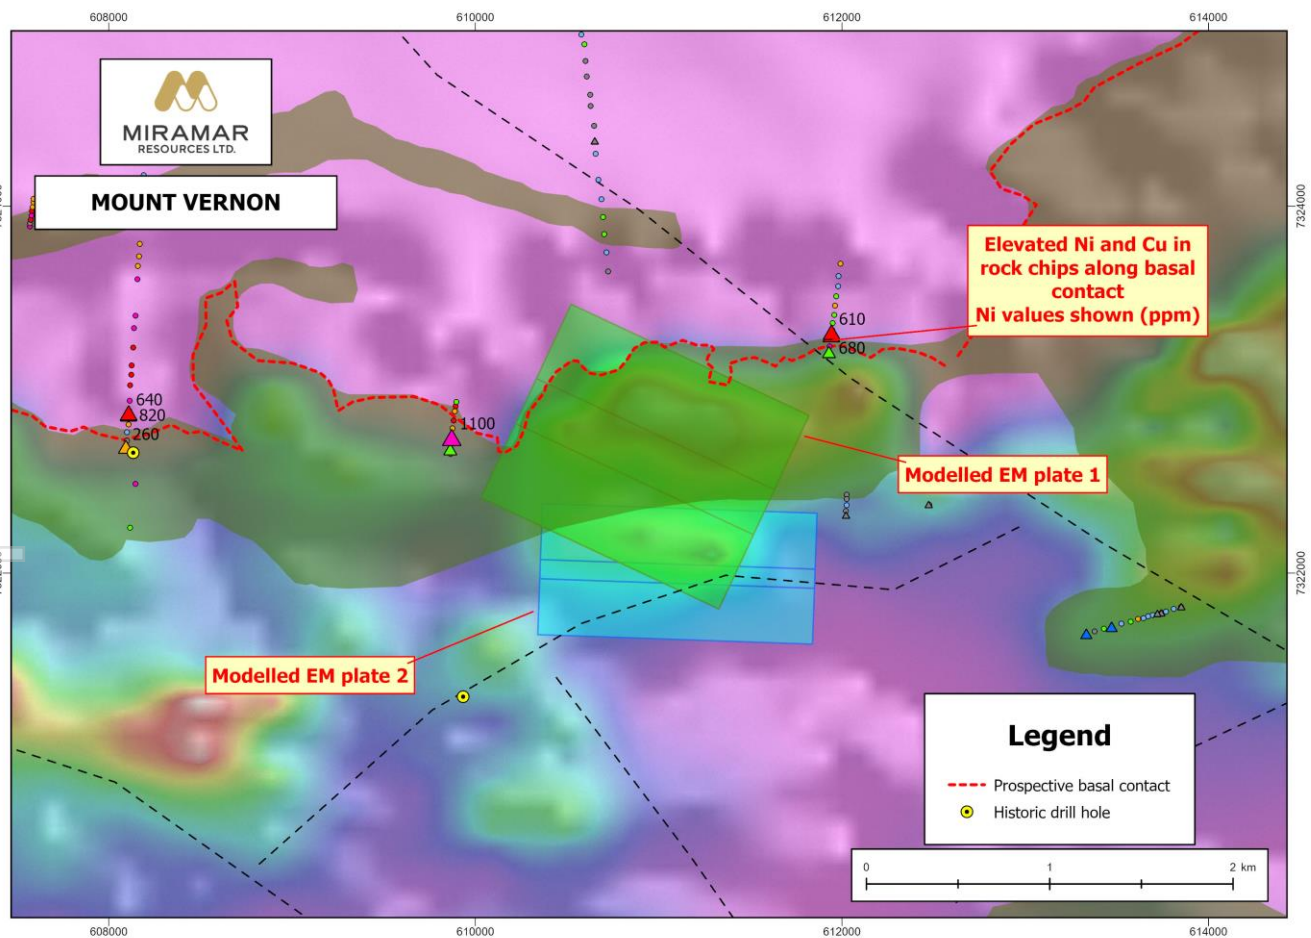 608000
610000
612000
614000
MIRAMAR
RESOURCES LTD.
MOUNT VERNON
7324000
Elevated Ni and Cu in
rock chips along basal
contact
Ni values shown (ppm)
610
680
640
820
260
1100
Modelled EM plate 1
7322000
Modelled EM plate 2
Legend
Prospective basal contact
Historic drill hole
0
1
2 km
608000
610000
612000
614000